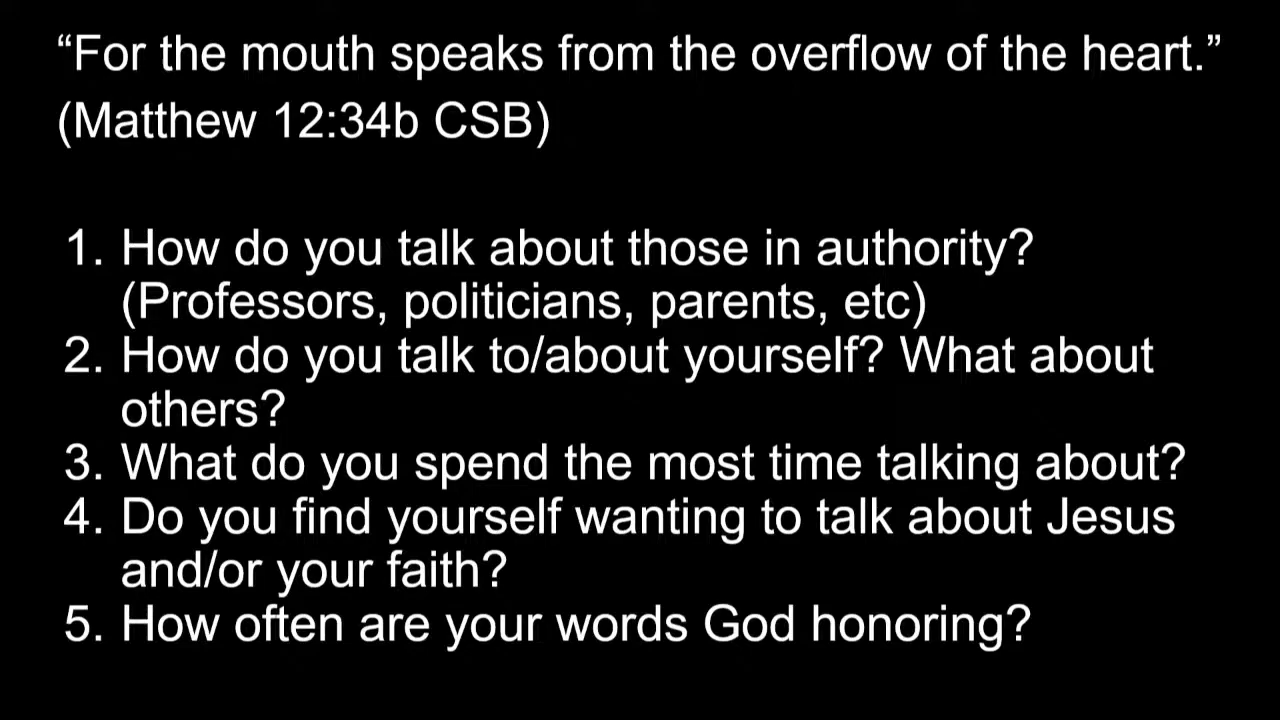 “For the mouth speaks from the overflow of the heart.”
(Matthew 12:34b CSB)
1. How do you talk about those in authority?
(Professors, politicians, parents, etc)
2. How do you talk to/about yourself? What about
others?
3. What do you spend the most time talking about?
4. Do you find yourself wanting to talk about Jesus
and/or your faith?
5. How often are your words God honoring?